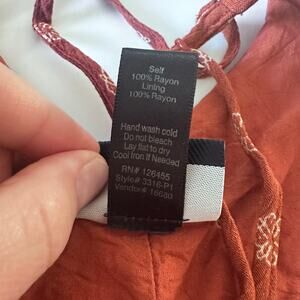 Self
100% Rayon
Lining
100% Rayon
Hand wash cold
Do not bleach
Lay flat to dry
Cool Iron If Needed
RN# 126455
Style# 3316-P1
Vendor# 16680